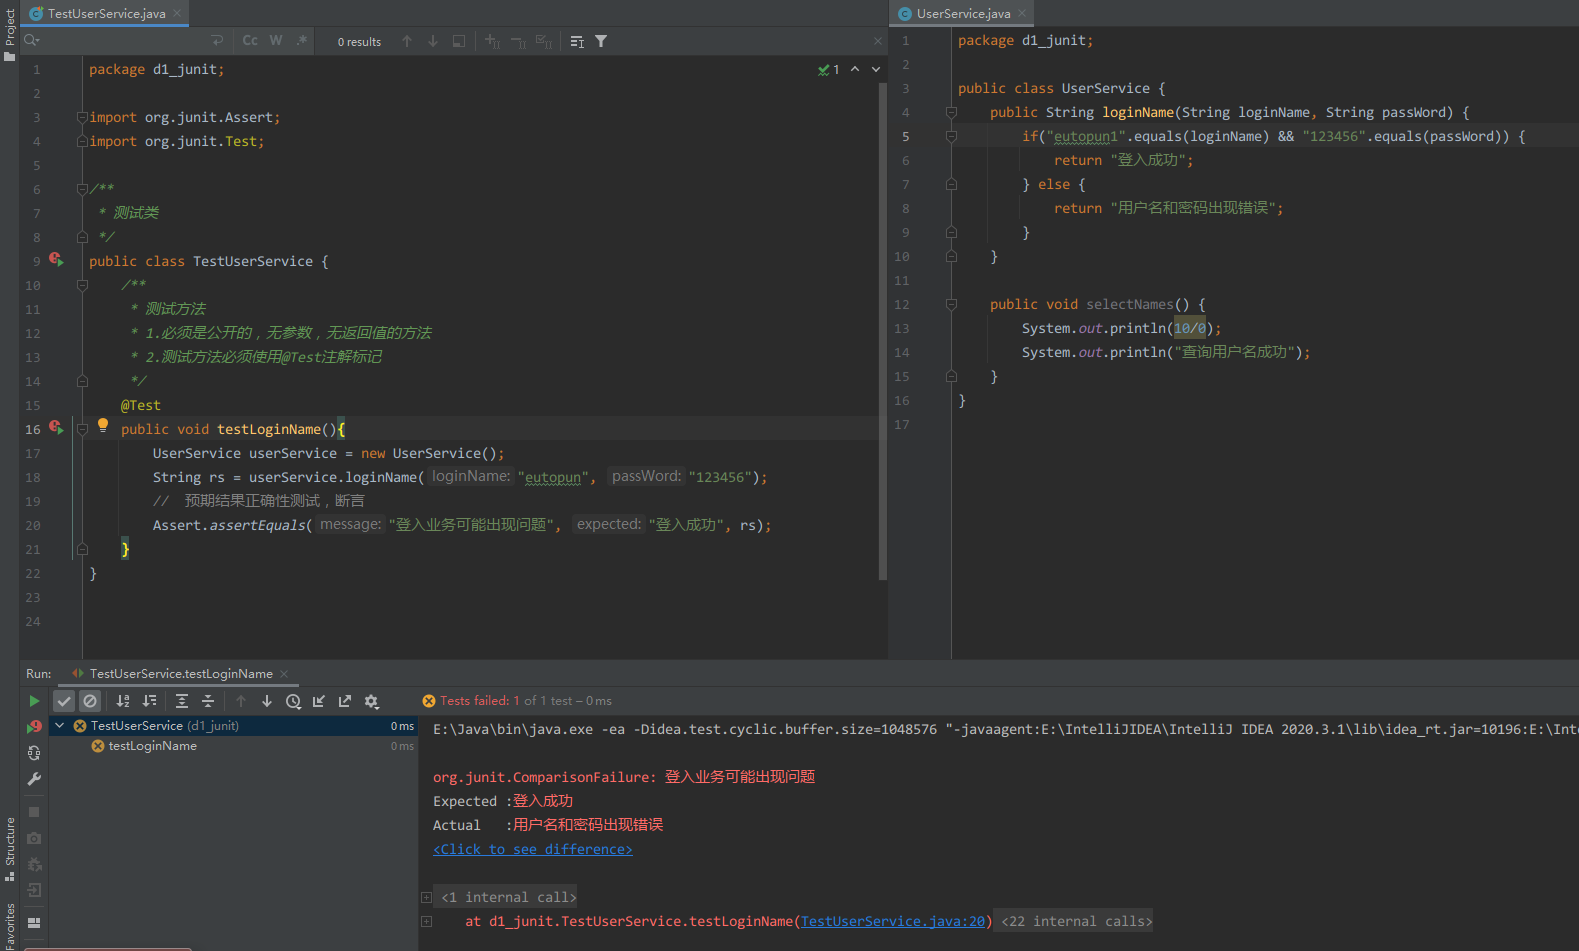 Project
TestUserService.java
UserService.java
Cc W .*
0 results
1 package d1_junit;
2
3 import org.junit.Assert;
4 import org.junit.Test;
5
6 /**
7 * 测试类
8 */
9 public class TestUserService {
10 /**
11 * 测试方法
12 * 1.必须是公开的，无参数，无返回值的方法
13 * 2.测试方法必须使用@Test注解标记
14 */
15 @Test
16 public void testLoginName(){
17 UserService userService = new UserService();
18 String rs = userService.loginName( loginName: "eutopun", passWord: "123456");
19 // 预期结果正确性测试，断言
20 Assert.assertEquals( message: "登入业务可能出现问题", expected: "登入成功", rs);
21 }
22 }
23
24
1
1 package d1_junit;
2
3 public class UserService {
4 public String loginName(String loginName, String passWord) {
5 if("eutopun1".equals(loginName) && "123456".equals(passWord)) {
6 return "登入成功";
7 } else {
8 return "用户名和密码出现错误";
9 }
10 }
11
12 public void selectNames() {
13 System.out.println(10/0);
14 System.out.println("查询用户名成功");
15 }
16 }
17
Run: TestUserService.testLoginName
Tests failed: 1 of 1 test – 0 ms
TestUserService (d1_junit) 0 ms
testLoginName 0 ms
E:\Java\bin\java.exe -ea -Didea.test.cyclic.buffer.size=1048576 "-javaagent:E:\IntelliJIDEA\IntelliJ IDEA 2020.3.1\lib\idea_rt.jar=10196:E:\Inte
org.junit.ComparisonFailure: 登入业务可能出现问题
Expected :登入成功
Actual :用户名和密码出现错误
<Click to see difference>
<1 internal call>
at d1_junit.TestUserService.testLoginName(TestUserService.java:20) <22 internal calls>
Structure
Favorites